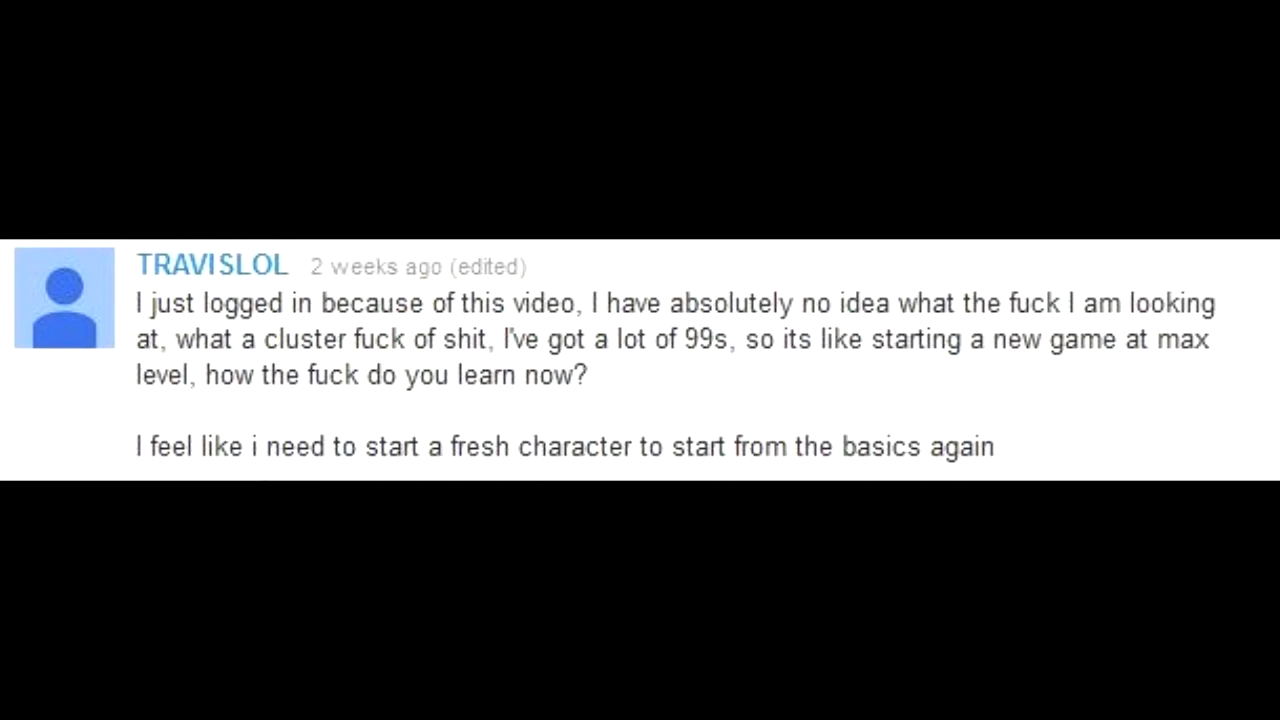 TRAVISLOL 2 weeks ago (edited)
I just logged in because of this video, I have absolutely no idea what the fuck I am looking
at, what a cluster fuck of shit, I've got a lot of 99s, so its like starting a new game at max
level, how the fuck do you learn now?
I feel like i need to start a fresh character to start from the basics again